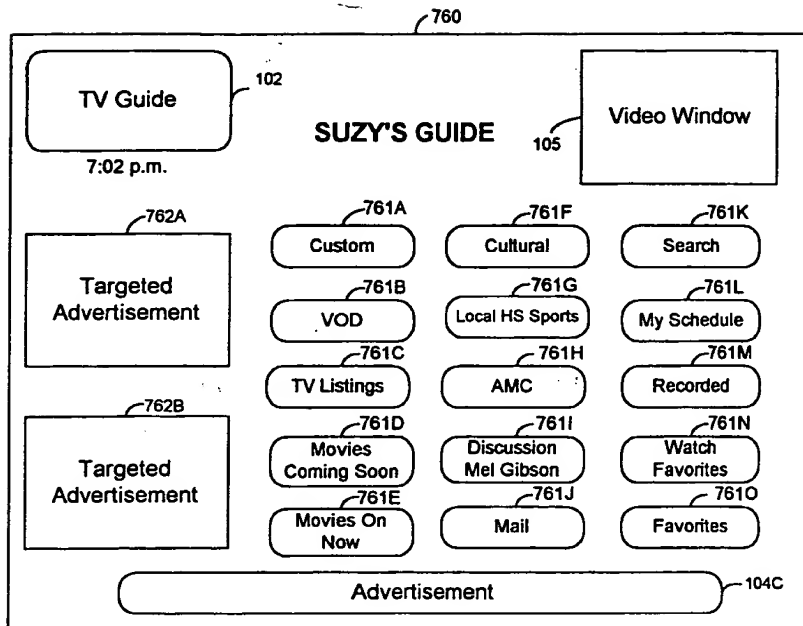 760
TV Guide
102
7:02 p.m.
SUZY'S GUIDE
Video Window
105
762A
Targeted
Advertisement
762B
Targeted
Advertisement
761A
Custom
761F
Cultural
761K
Search
761B
VOD
761G
Local HS Sports
761L
My Schedule
761C
TV Listings
761H
AMC
761M
Recorded
761D
Movies
Coming Soon
761I
Discussion
Mel Gibson
761N
Watch
Favorites
761E
Movies On
Now
761J
Mail
761O
Favorites
Advertisement
104C